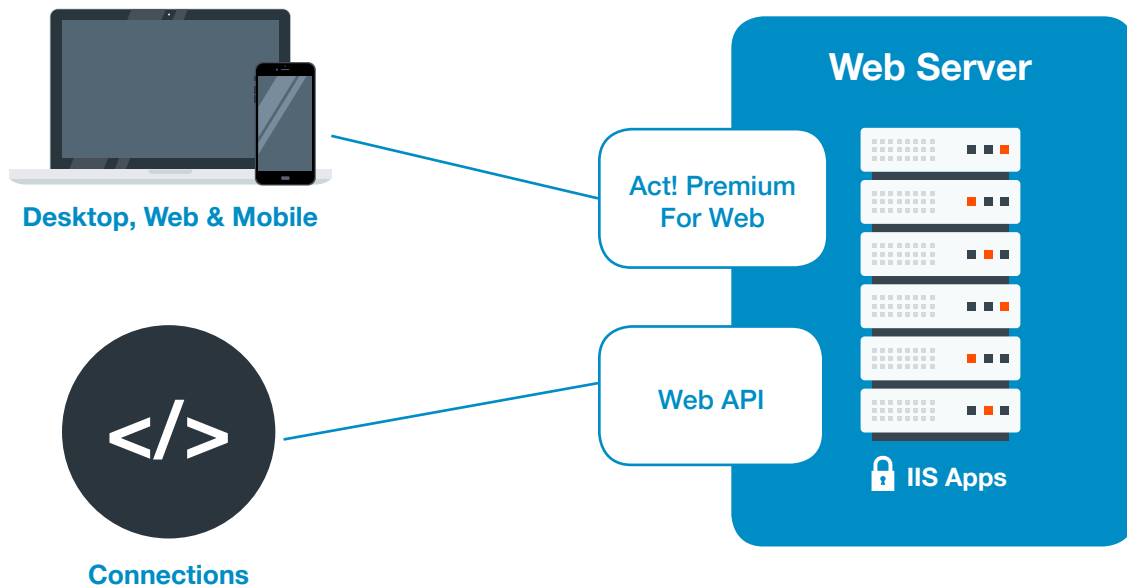 Web Server
Act! Premium
For Web
Desktop, Web & Mobile
</>
Web API
IIS Apps
Connections